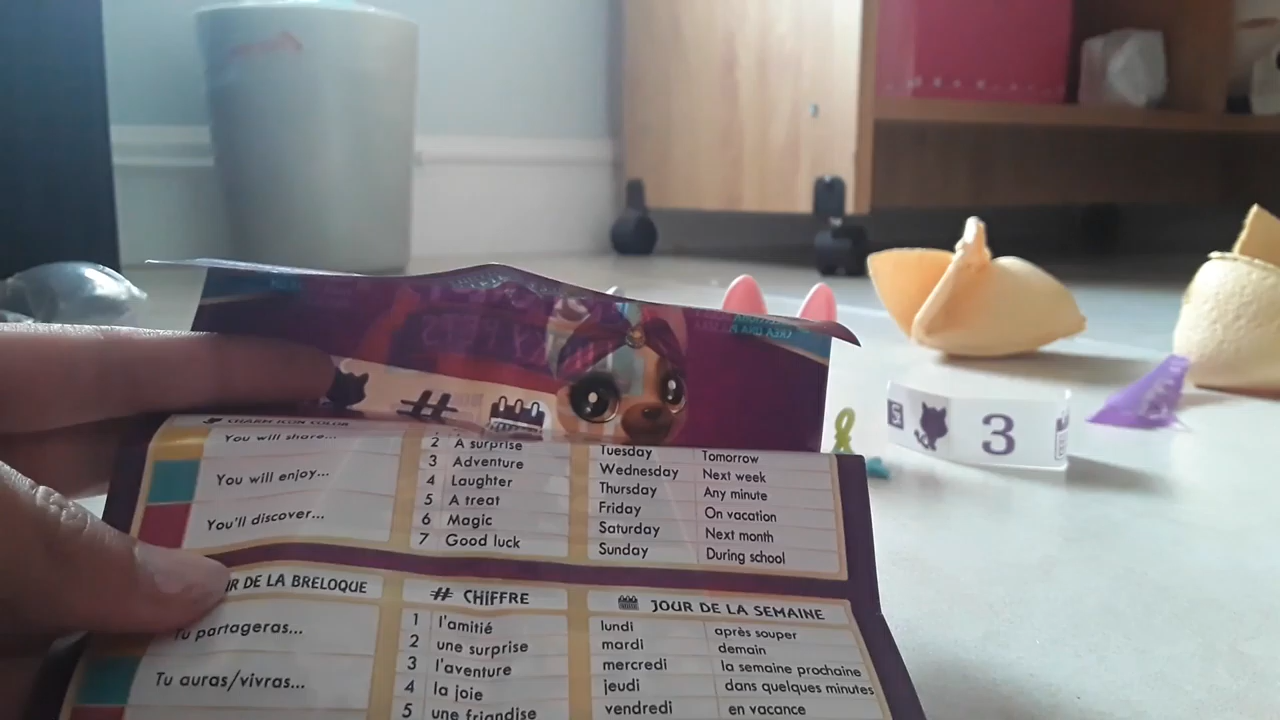 CHARM ICON COLOR
You will share...
You will enjoy...
You'll discover...
2 A surprise
3 Adventure
4 Laughter
5 A treat
6 Magic
7 Good luck
Tuesday Tomorrow
Wednesday Next week
Thursday Any minute
Friday On vacation
Saturday Next month
Sunday During school
DE LA BRELOQUE
# CHIFFRE
JOUR DE LA SEMAINE
Tu partageras...
Tu auras/vivras...
1 l'amitié
2 une surprise
3 l'aventure
4 la joie
5 une friandise
lundi après souper
mardi demain
mercredi la semaine prochaine
jeudi dans quelques minutes
vendredi en vacance
S
3